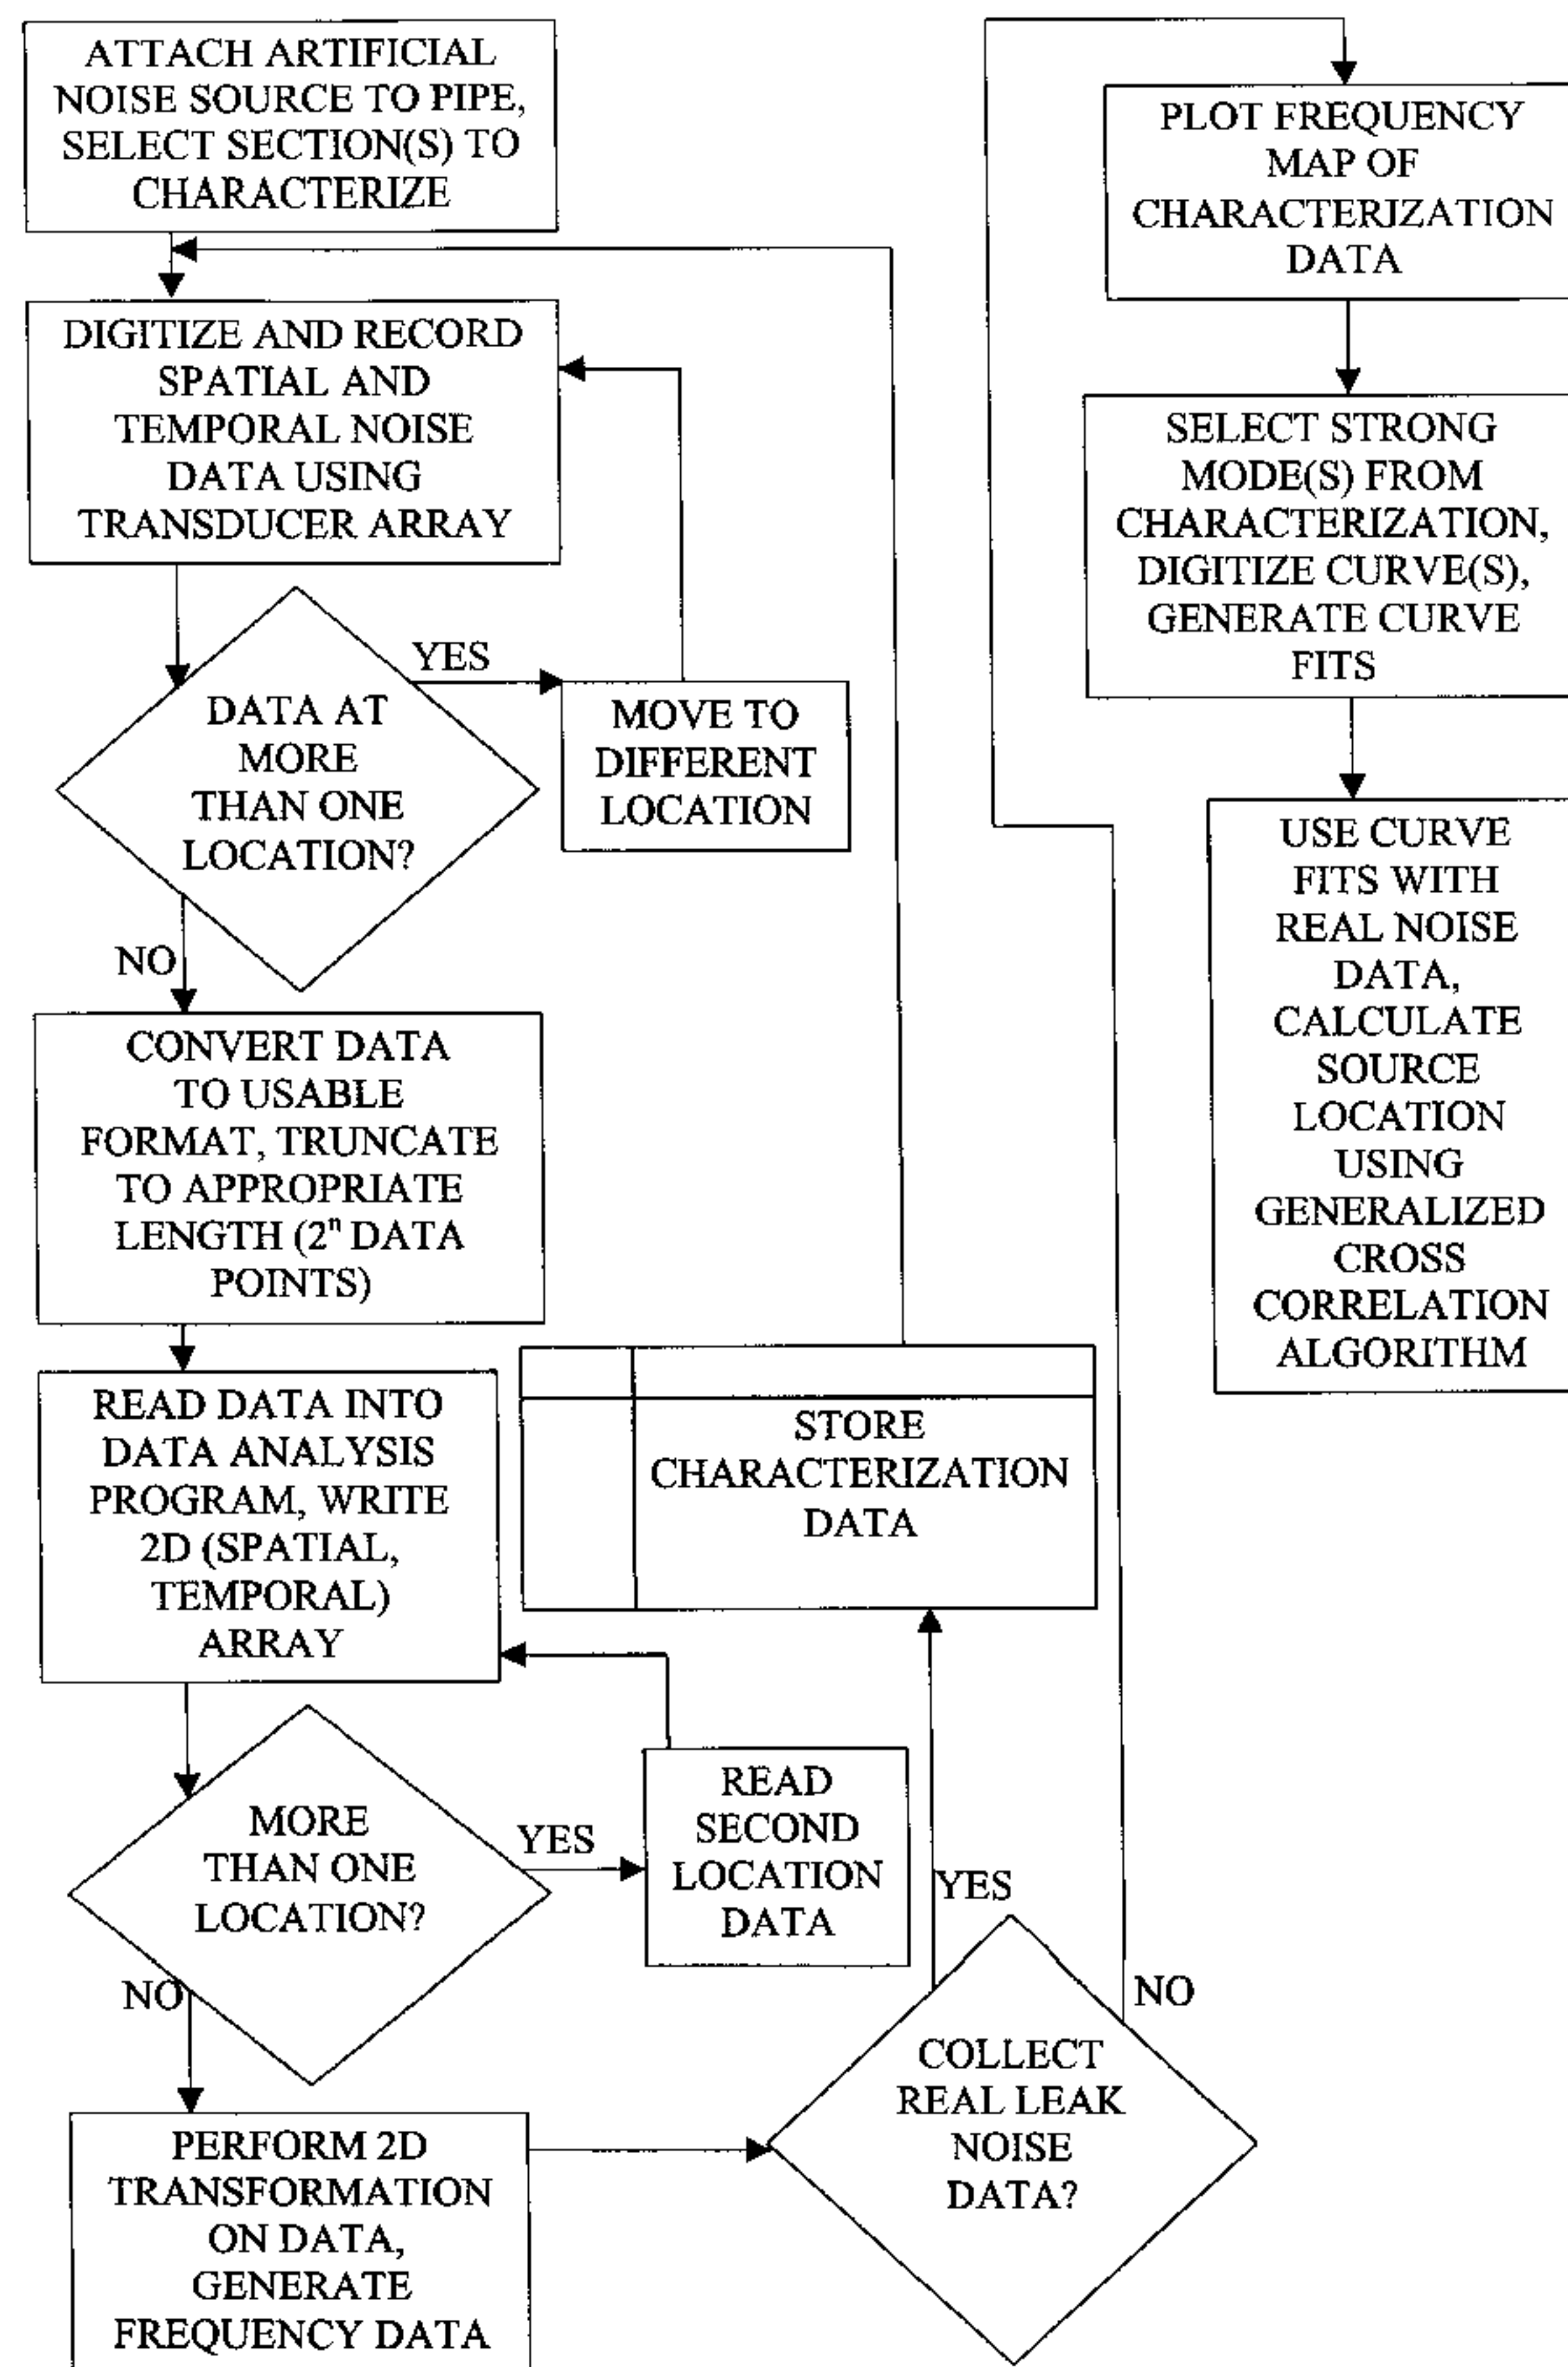 ATTACH ARTIFICIAL
NOISE SOURCE TO PIPE,
SELECT SECTION(S) TO
CHARACTERIZE
DIGITIZE AND RECORD
SPATIAL AND
TEMPORAL NOISE
DATA USING
TRANSDUCER ARRAY
DATA AT
MORE
THAN ONE
LOCATION?
YES
MOVE TO
DIFFERENT
LOCATION
NO
CONVERT DATA
TO USABLE
FORMAT, TRUNCATE
TO APPROPRIATE
LENGTH (2ⁿ DATA
POINTS)
READ DATA INTO
DATA ANALYSIS
PROGRAM, WRITE
2D (SPATIAL,
TEMPORAL)
ARRAY
MORE
THAN ONE
LOCATION?
YES
READ
SECOND
LOCATION
DATA
NO
PERFORM 2D
TRANSFORMATION
ON DATA,
GENERATE
FREQUENCY DATA
COLLECT
REAL LEAK
NOISE
DATA?
YES
STORE
CHARACTERIZATION
DATA
NO
PLOT FREQUENCY
MAP OF
CHARACTERIZATION
DATA
SELECT STRONG
MODE(S) FROM
CHARACTERIZATION,
DIGITIZE CURVE(S),
GENERATE CURVE
FITS
USE CURVE
FITS WITH
REAL NOISE
DATA,
CALCULATE
SOURCE
LOCATION
USING
GENERALIZED
CROSS
CORRELATION
ALGORITHM